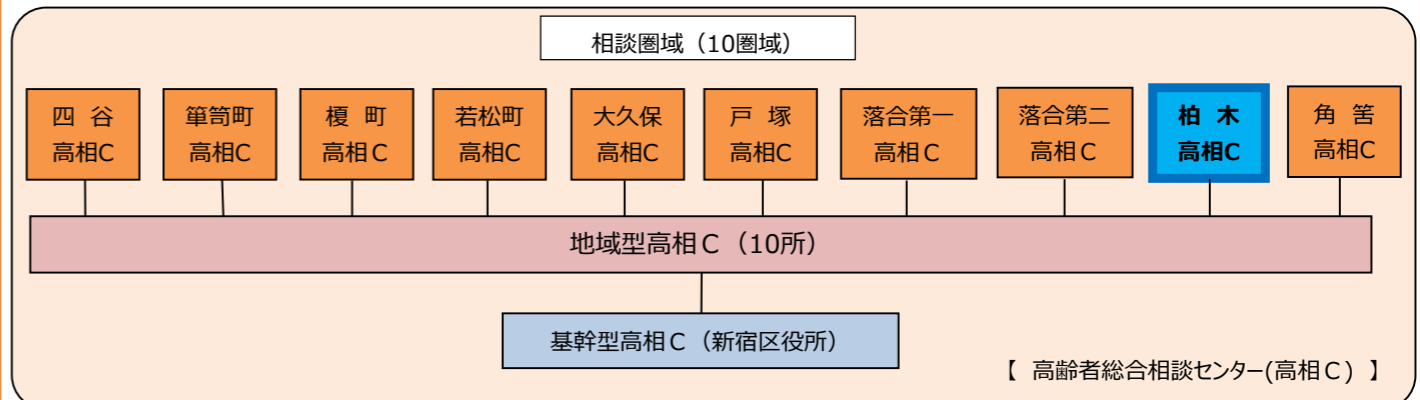 相談圏域（10圏域）
四 谷
高相C
箪笥町
高相C
榎 町
高相Ｃ
若松町
高相C
大久保
高相C
戸 塚
高相C
落合第一
高相Ｃ
落合第二
高相Ｃ
柏 木
高相C
角 筈
高相C
地域型高相Ｃ（10所）
基幹型高相Ｃ（新宿区役所）
【 高齢者総合相談センター(高相Ｃ) 】